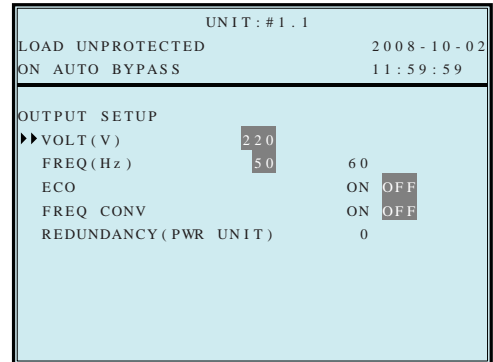 UNIT:#1.1
LOAD UNPROTECTED 2008-10-02
ON AUTO BYPASS 11:59:59
OUTPUT SETUP
VOLT(V) 220
FREQ(Hz) 50 60
ECO ON OFF
FREQ CONV ON OFF
REDUNDANCY(PWR UNIT) 0